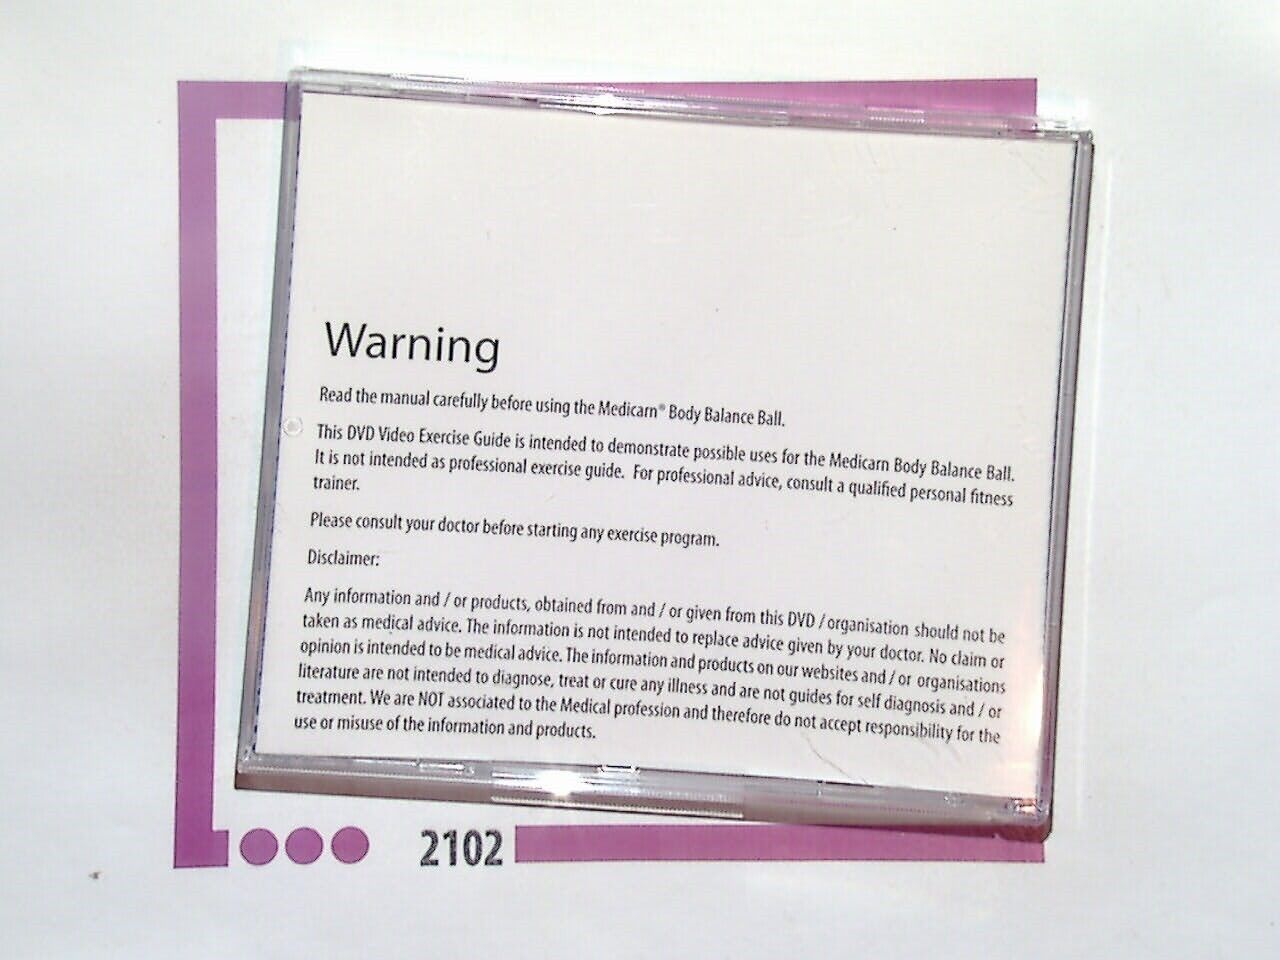 Warning
Read the manual carefully before using the Medicarn® Body Balance Ball.
This DVD Video Exercise Guide is intended to demonstrate possible uses for the Medicarn Body Balance Ball.
It is not intended as professional exercise guide. For professional advice, consult a qualified personal fitness
trainer.
Please consult your doctor before starting any exercise program.
Disclaimer:
Any information and / or products, obtained from and / or given from this DVD / organisation should not be
taken as medical advice. The information is not intended to replace advice given by your doctor. No claim or
opinion is intended to be medical advice. The information and products on our websites and / or organisations
literature are not intended to diagnose, treat or cure any illness and are not guides for self diagnosis and / or
treatment. We are NOT associated to the Medical profession and therefore do not accept responsibility for the
use or misuse of the information and products.
2102